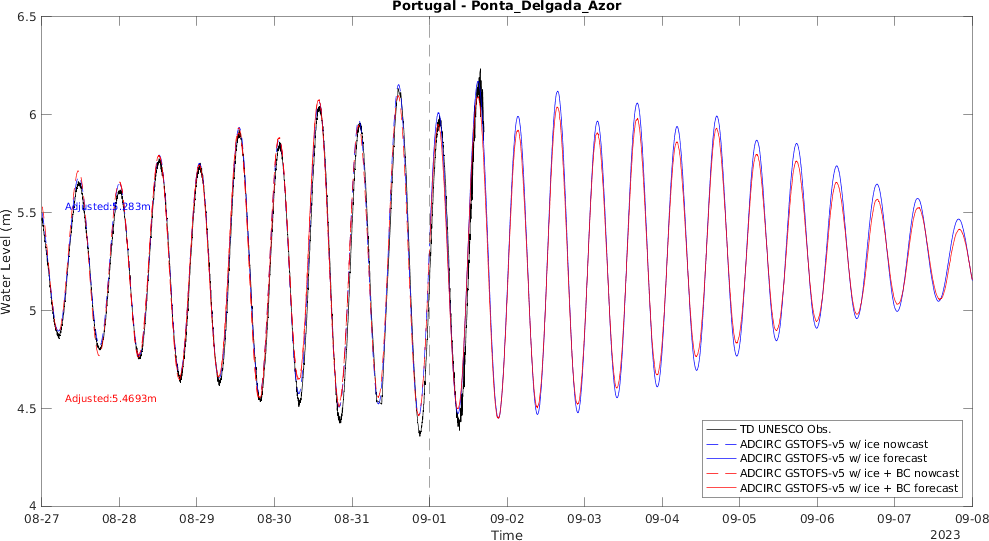 Portugal - Ponta_Delgada_Azor
6.5
6
5.5
5
4.5
4
Water Level (m)
Adjusted:5.283m
Adjusted:5.4693m
TD UNESCO Obs.
ADCIRC GSTOFS-v5 w/ ice nowcast
ADCIRC GSTOFS-v5 w/ ice forecast
ADCIRC GSTOFS-v5 w/ ice + BC nowcast
ADCIRC GSTOFS-v5 w/ ice + BC forecast
08-27 08-28 08-29 08-30 08-31 09-01 09-02 09-03 09-04 09-05 09-06 09-07 09-08
Time
2023